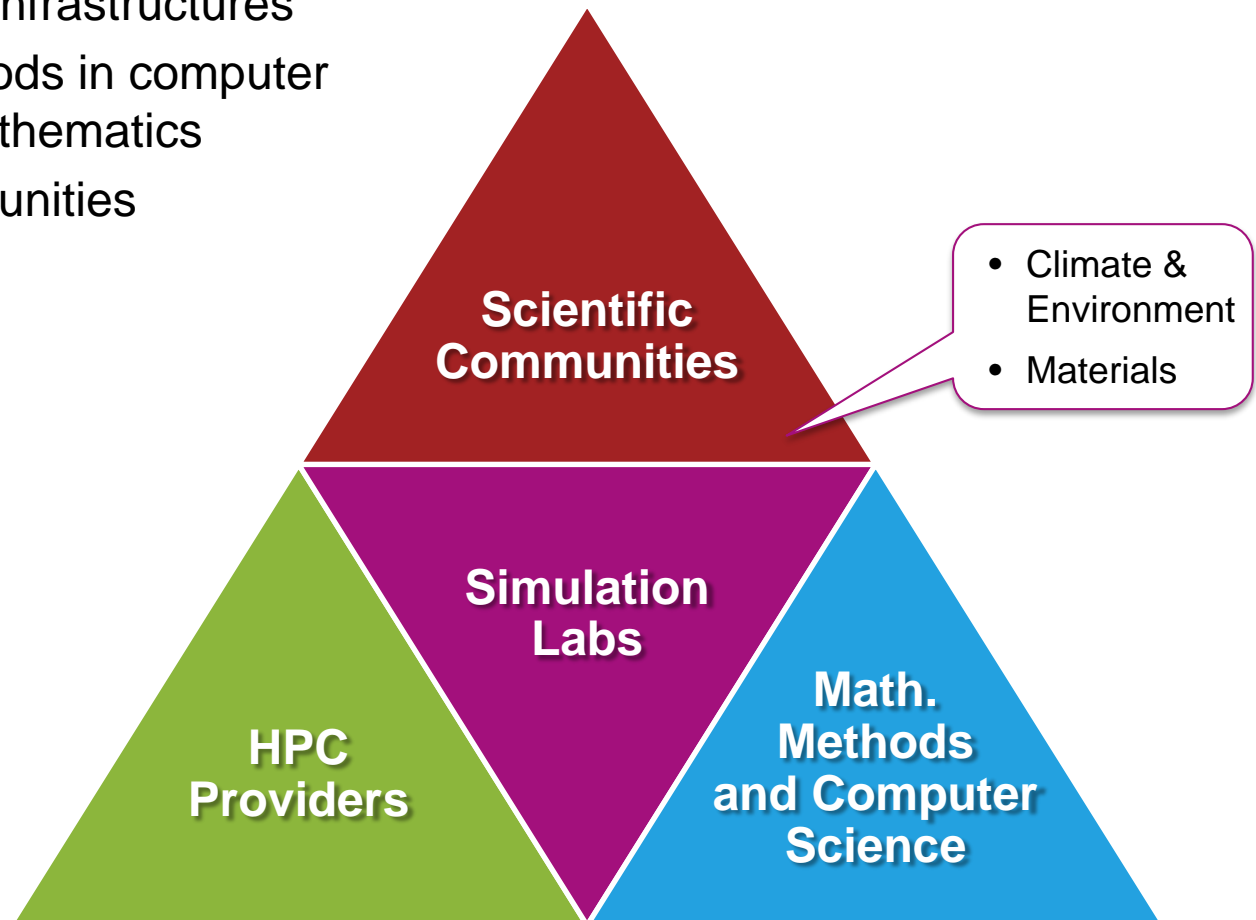 nfrastructures
ods in computer
thematics
unities
• Climate &
Environment
• Materials
Scientific
Communities
Simulation
Labs
HPC
Providers
Math.
Methods
and Computer
Science